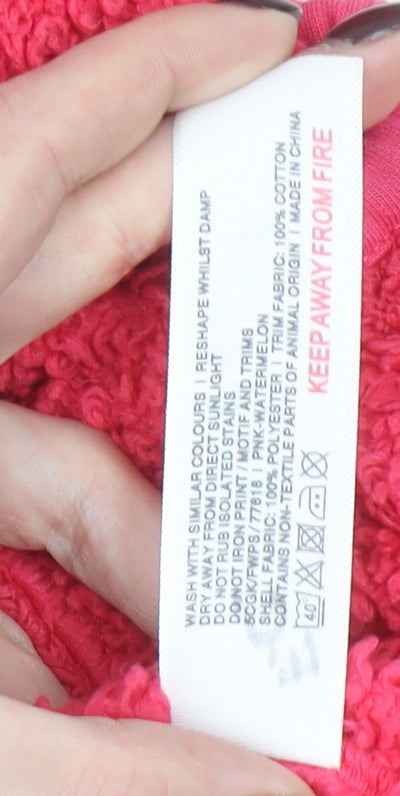 WASH WITH SIMILAR COLOURS | RESHAPE WHILST DAMP
DRY AWAY FROM DIRECT SUNLIGHT
DO NOT RUB ISOLATED STAINS
DO NOT IRON PRINT / MOTIF AND TRIMS
5CGK/PWPS/77618 | PNK-WATERMELON
SHELL FABRIC: 100% POLYESTER | TRIM FABRIC: 100% COTTON
CONTAINS NON-TEXTILE PARTS OF ANIMAL ORIGIN | MADE IN CHINA
40
KEEP AWAY FROM FIRE